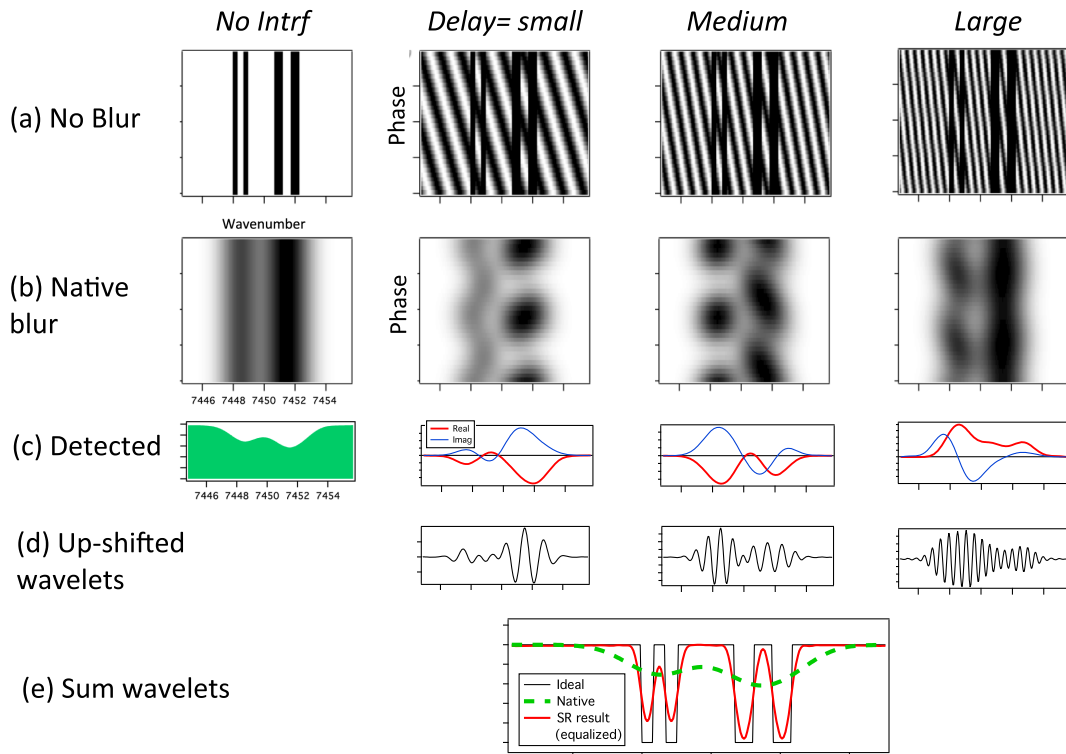 No Intrf
Delay= small
Medium
Large
(a) No Blur
Phase
Wavenumber
(b) Native
blur
Phase
7446 7448 7450 7452 7454
(c) Detected
Real
Imag
7446 7448 7450 7452 7454
(d) Up-shifted
wavelets
(e) Sum wavelets
Ideal
Native
SR result
(equalized)